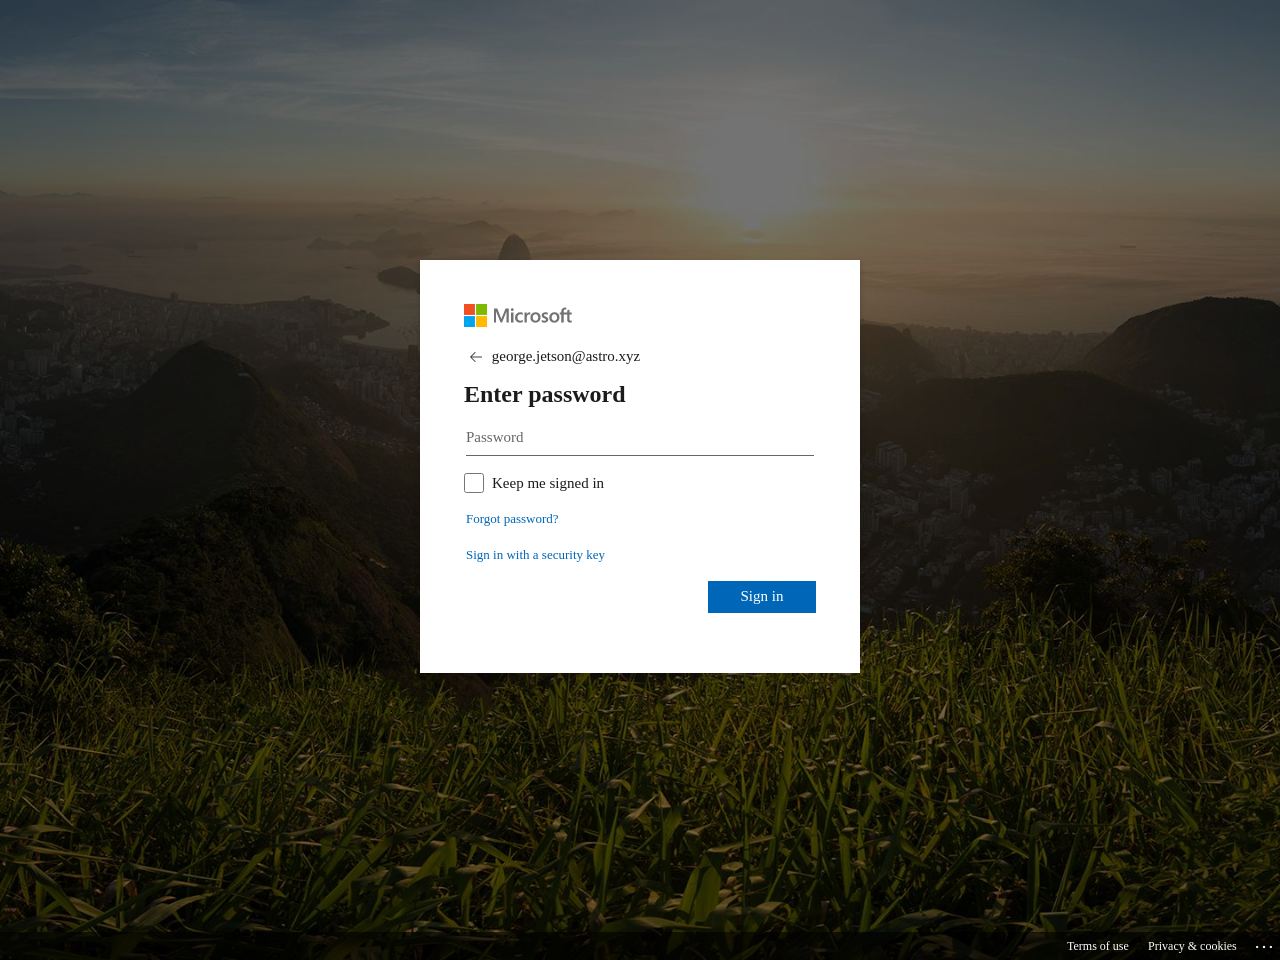 Microsoft
george.jetson@astro.xyz
Enter password
Password
Keep me signed in
Forgot password?
Sign in with a security key
Sign in
Terms of use
Privacy & cookies
...